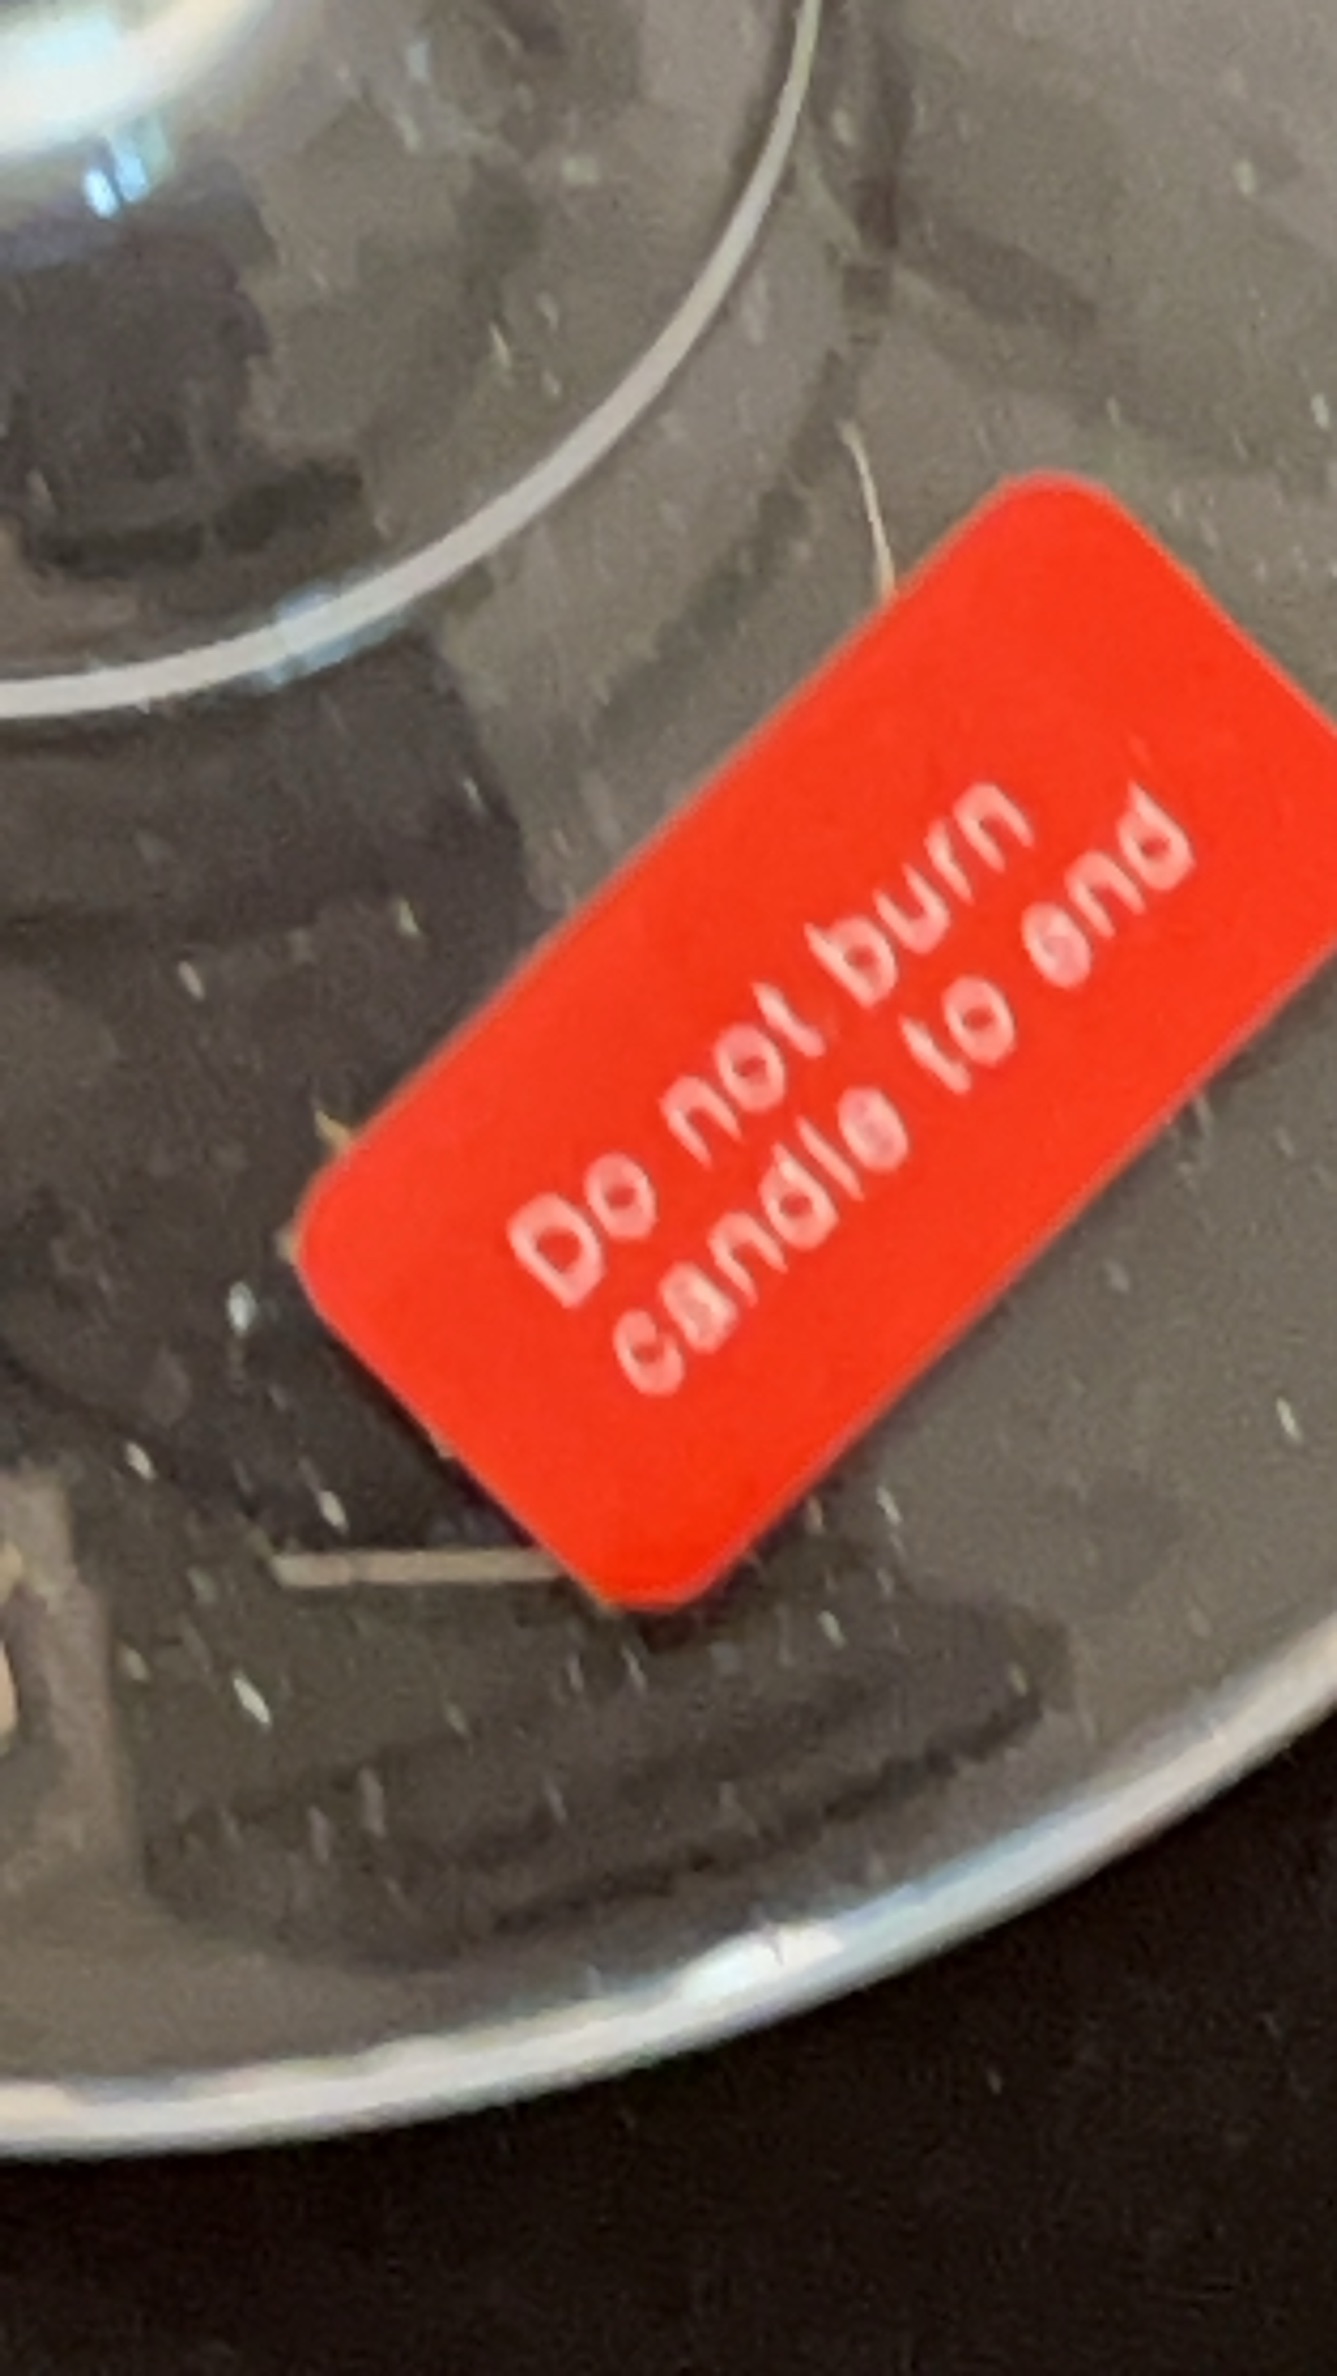 Do not burn
candle to end